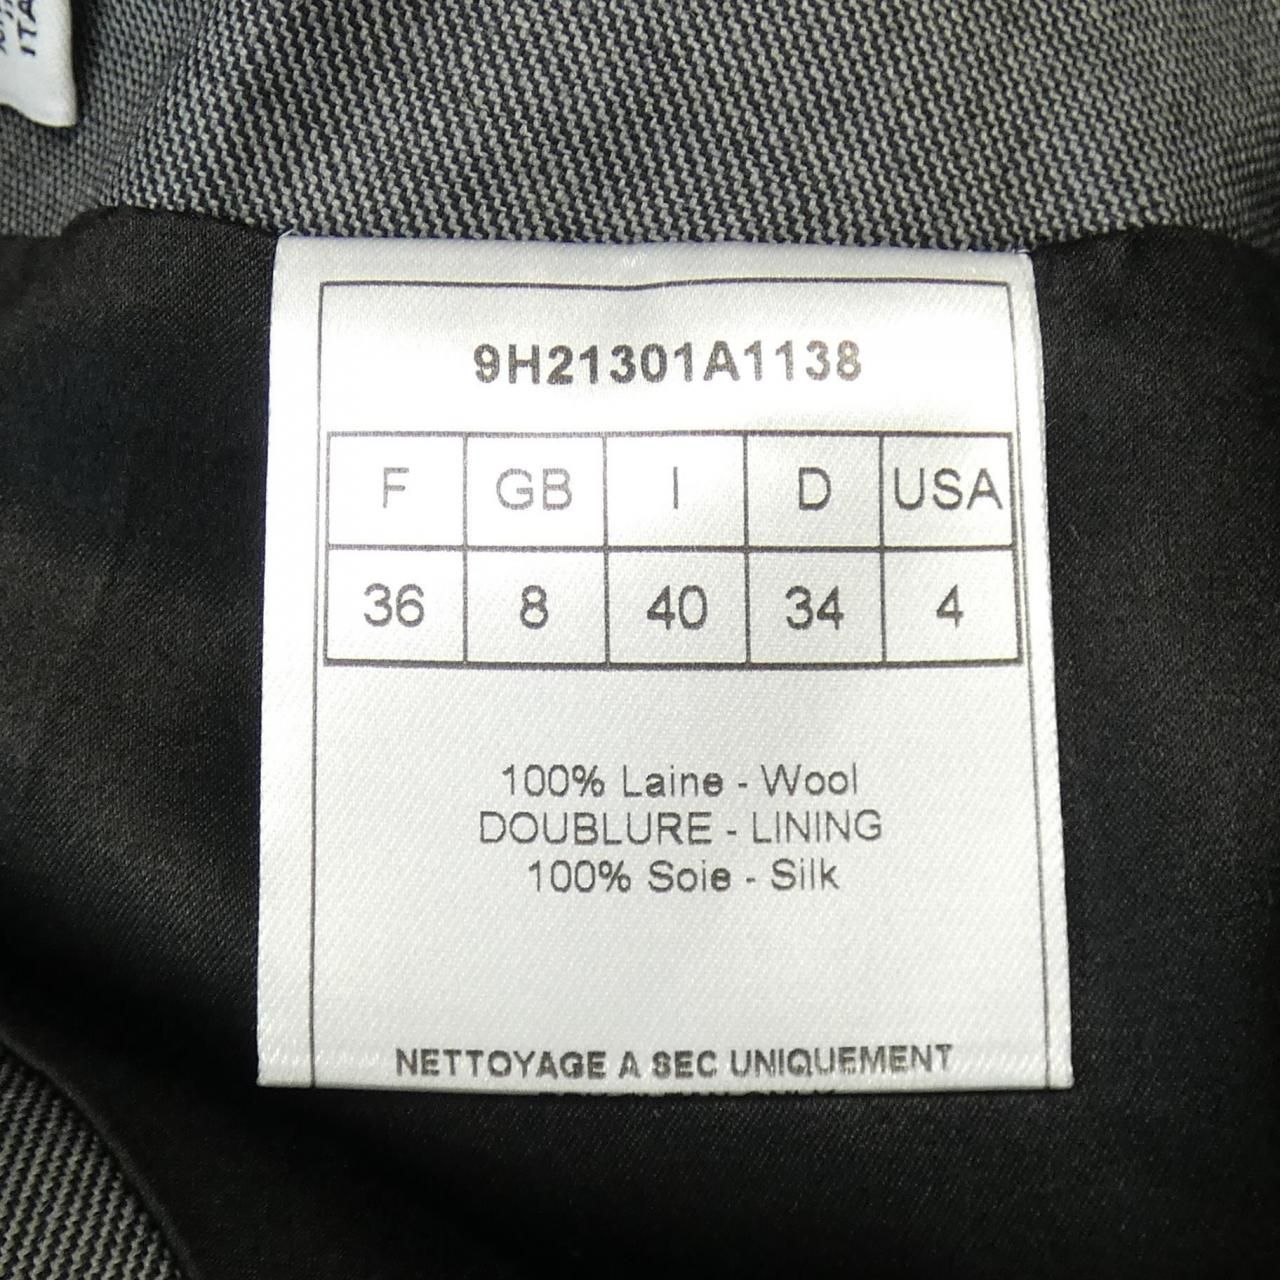 ITA
9H21301A1138
F GB I D USA
36 8 40 34 4
100% Laine - Wool
DOUBLURE - LINING
100% Soie - Silk
NETTOYAGE A SEC UNIQUEMENT